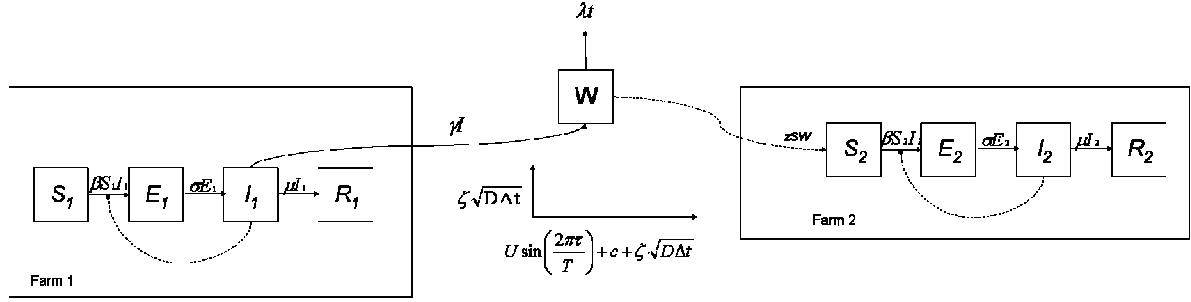 λt
W
γI
zSW
S₁ βS₁I₁ E₁ σE₁ I₁ μI₁ R₁
S₂ βS₂I₂ E₂ σE₂ I₂ μI₂ R₂
ζ√DΔt
U sin(2πτ/T) + c + ζ√DΔt
Farm 1
Farm 2